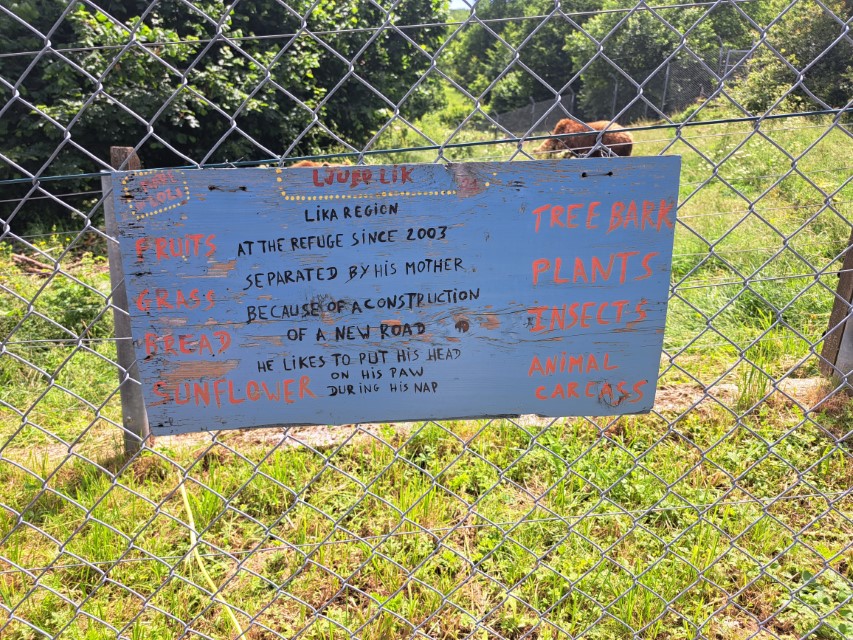 LJUBO LIK
LIKA REGION
AT THE REFUGE SINCE 2003
SEPARATED BY HIS MOTHER
BECAUSE OF A CONSTRUCTION
OF A NEW ROAD
HE LIKES TO PUT HIS HEAD
ON HIS PAW
DURING HIS NAP
FRUITS
GRASS
BREAD
SUNFLOWER
TREE BARK
PLANTS
INSECTS
ANIMAL
CARCASS